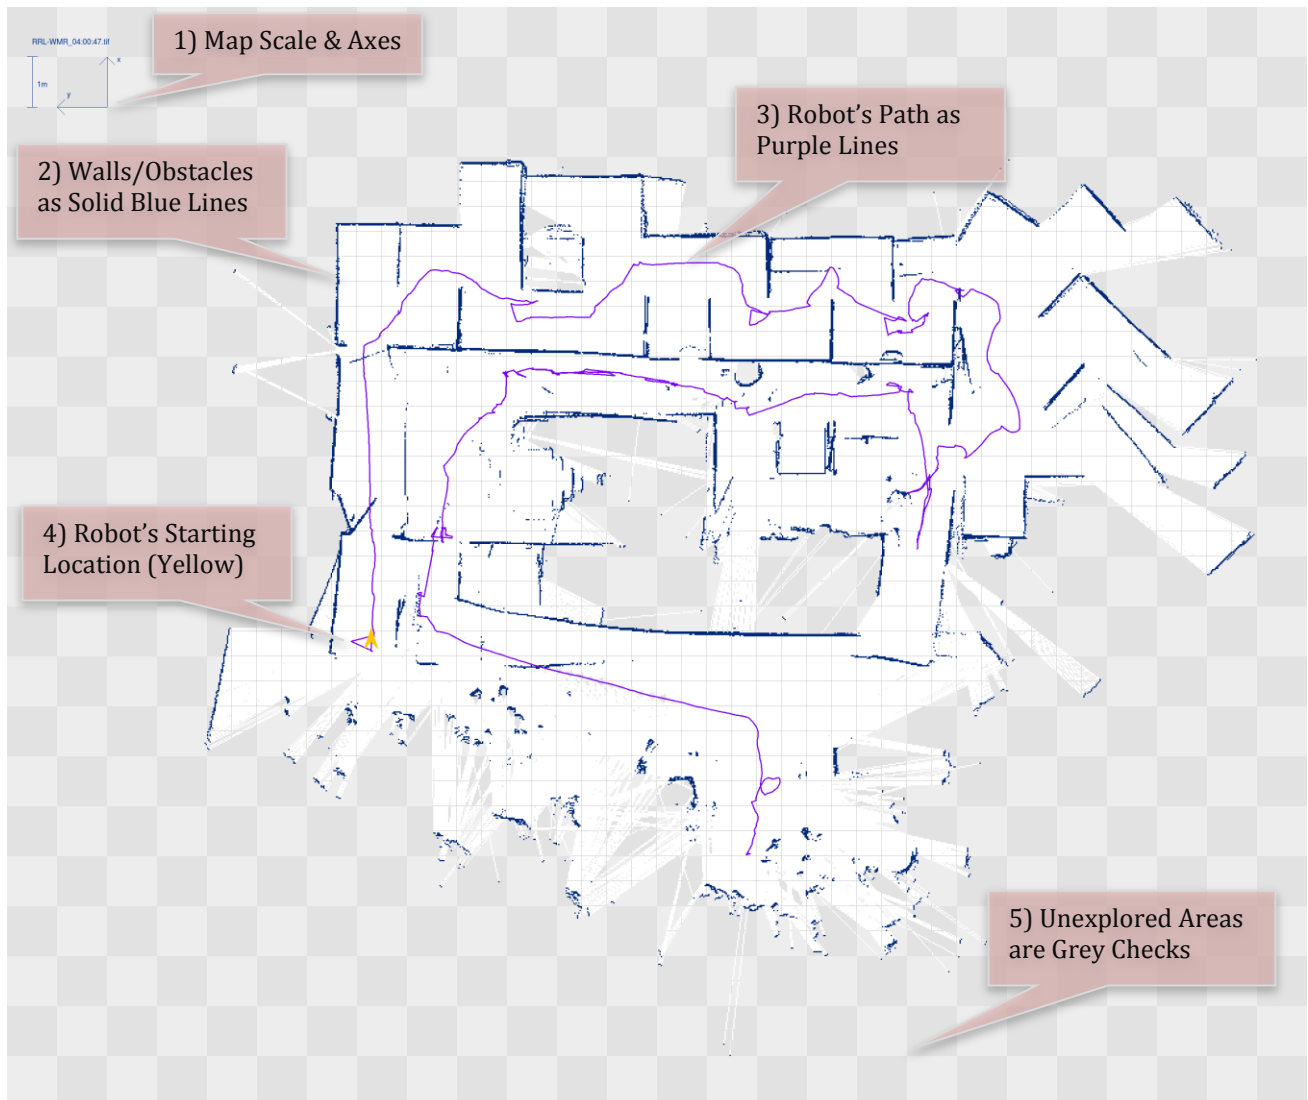 RRL-WMR_04:00:47.tif
x
1m
y
1) Map Scale & Axes
3) Robot’s Path as
Purple Lines
2) Walls/Obstacles
as Solid Blue Lines
4) Robot’s Starting
Location (Yellow)
5) Unexplored Areas
are Grey Checks